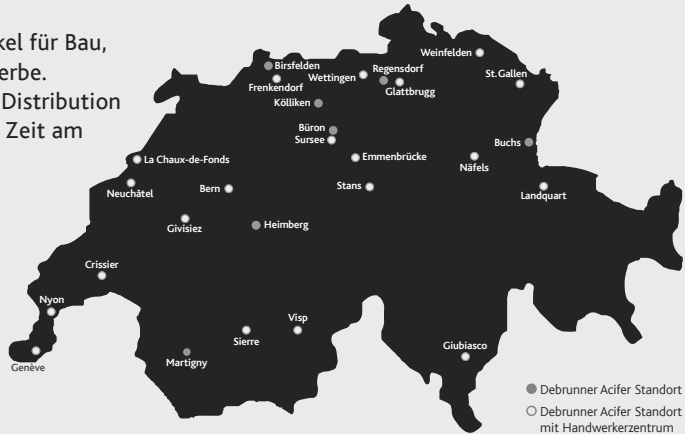 kel für Bau,
erbe.
Distribution
Zeit am
Weinfelden
Birsfelden
Wettingen
Regensdorf
St. Gallen
Frenkendorf
Glattbrugg
Kölliken
Büron
Sursee
Buchs
La Chaux-de-Fonds
Emmenbrücke
Näfels
Neuchâtel
Bern
Stans
Landquart
Givisiez
Heimberg
Crissier
Nyon
Visp
Sierre
Giubiasco
Genève
Martigny
Debrunner Acifer Standort
Debrunner Acifer Standort
mit Handwerkerzentrum